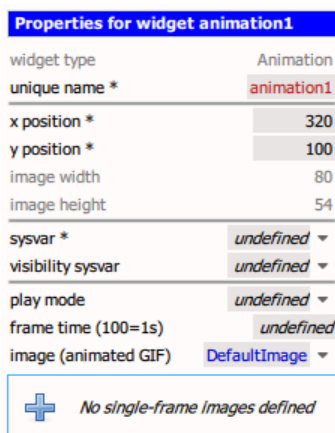 Properties for widget animation1
widget type Animation
unique name * animation1
x position * 320
y position * 100
image width 80
image height 54
sysvar * undefined
visibility sysvar undefined
play mode undefined
frame time (100=1s) undefined
image (animated GIF) DefaultImage
No single-frame images defined